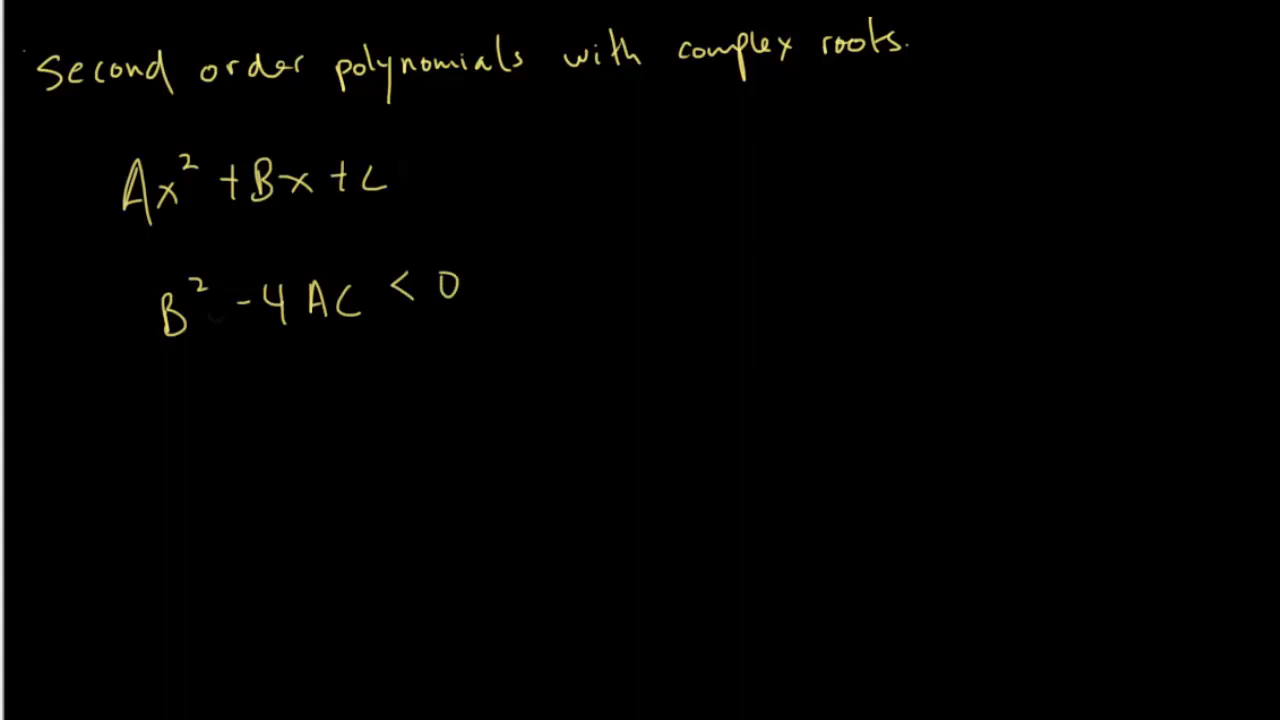 Second order polynomials with complex roots.
Ax² + Bx + C
B² - 4AC < 0